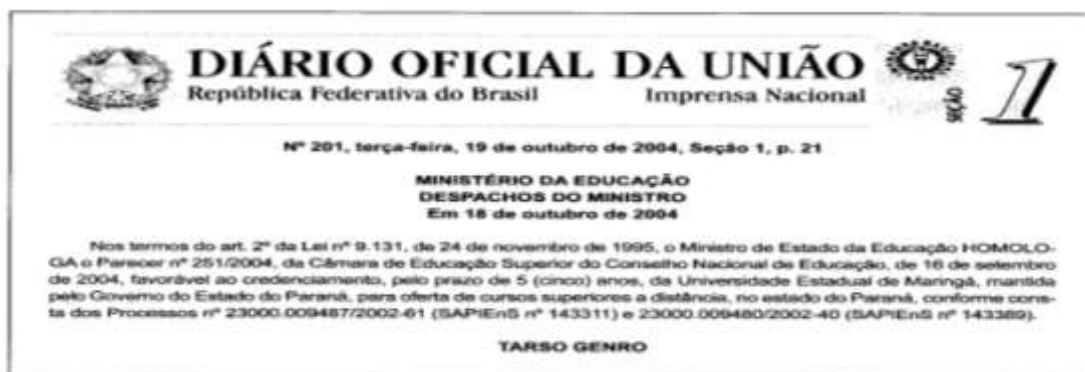 DIÁRIO OFICIAL DA UNIÃO
República Federativa do Brasil Imprensa Nacional
SEÇÃO 1
Nº 201, terça-feira, 19 de outubro de 2004, Seção 1, p. 21
MINISTÉRIO DA EDUCAÇÃO
DESPACHOS DO MINISTRO
Em 18 de outubro de 2004
Nos termos do art. 2º da Lei nº 9.131, de 24 de novembro de 1995, o Ministro de Estado da Educação HOMOLO-
GA o Parecer nº 251/2004, da Câmara de Educação Superior do Conselho Nacional de Educação, de 16 de setembro
de 2004, favorável ao credenciamento, pelo prazo de 5 (cinco) anos, da Universidade Estadual de Maringá, mantida
pelo Governo do Estado do Paraná, para oferta de cursos superiores a distância, no estado do Paraná, conforme cons-
ta dos Processos nº 23000.009487/2002-61 (SAPIEnS nº 143311) e 23000.009480/2002-40 (SAPIEnS nº 143389).
TARSO GENRO